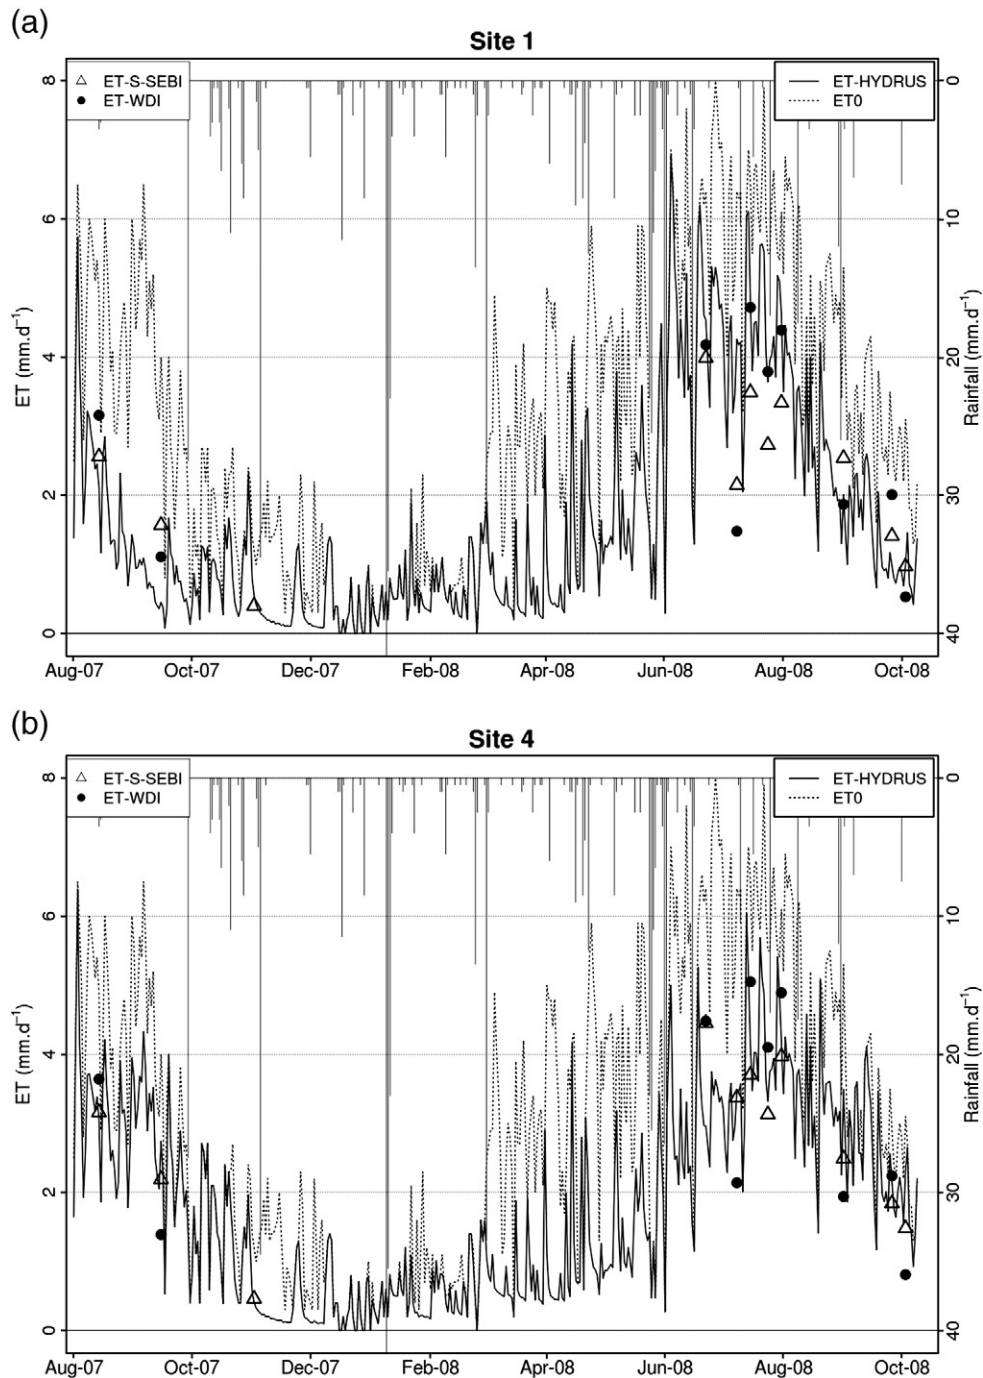 (a)
Site 1
ET-S-SEBI
ET-WDI
ET-HYDRUS
ET0
8
6
4
2
0
ET (mm.d⁻¹)
0
10
20
30
40
Rainfall (mm.d⁻¹)
Aug-07 Oct-07 Dec-07 Feb-08 Apr-08 Jun-08 Aug-08 Oct-08
(b)
Site 4
ET-S-SEBI
ET-WDI
ET-HYDRUS
ET0
8
6
4
2
0
ET (mm.d⁻¹)
0
10
20
30
40
Rainfall (mm.d⁻¹)
Aug-07 Oct-07 Dec-07 Feb-08 Apr-08 Jun-08 Aug-08 Oct-08